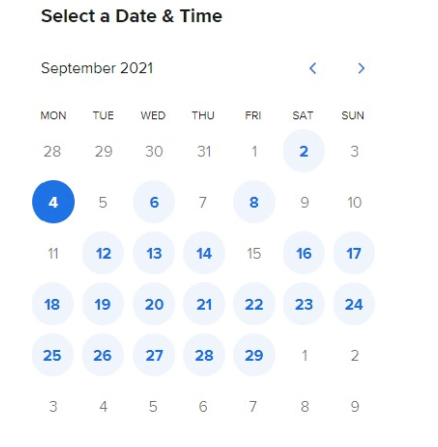 Select a Date & Time
September 2021
MON TUE WED THU FRI SAT SUN
28 29 30 31 1 2 3
4 5 6 7 8 9 10
11 12 13 14 15 16 17
18 19 20 21 22 23 24
25 26 27 28 29 1 2
3 4 5 6 7 8 9